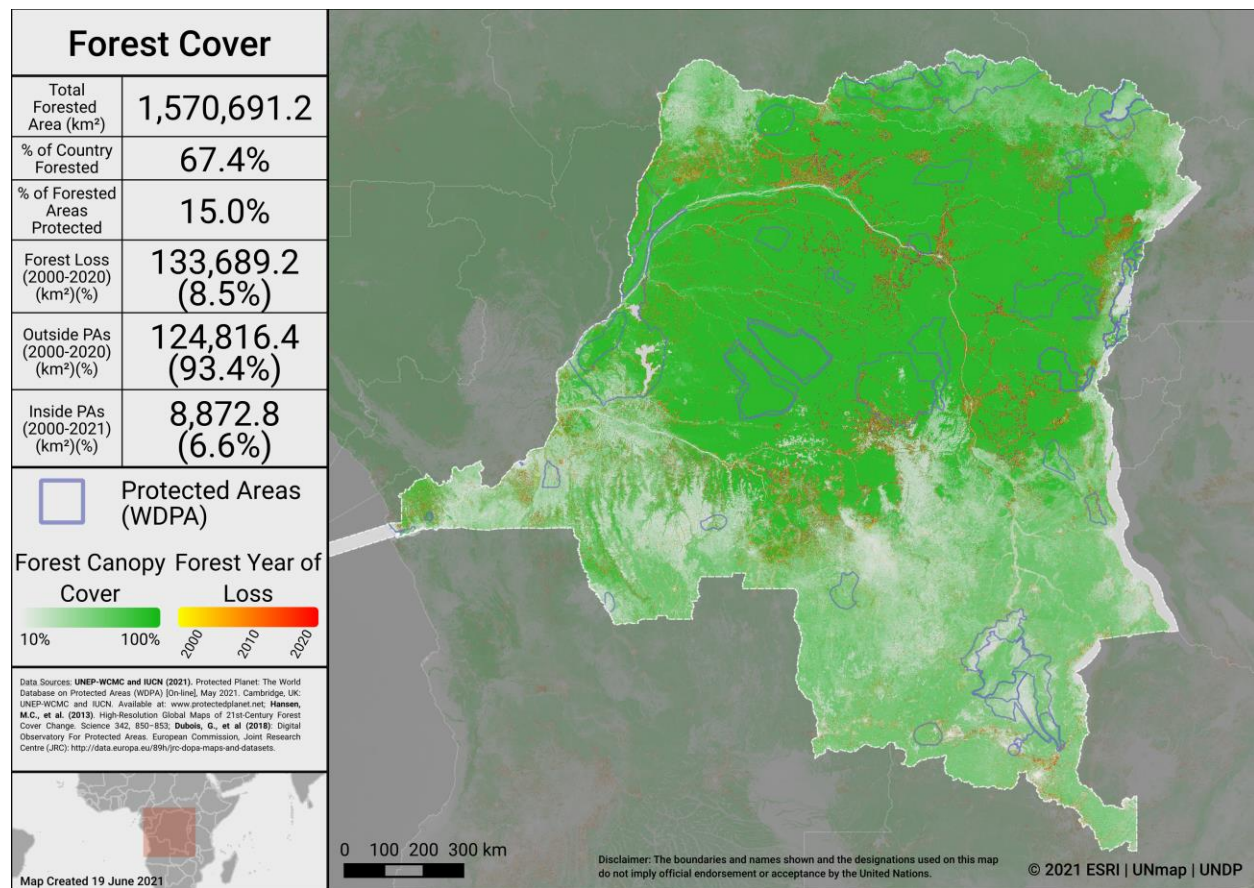 Forest Cover
Total
Forested
Area (km²)
1,570,691.2
% of Country
Forested
67.4%
% of Forested
Areas
Protected
15.0%
Forest Loss
(2000-2020)
(km²)(%)
133,689.2
(8.5%)
Outside PAs
(2000-2020)
(km²)(%)
124,816.4
(93.4%)
Inside PAs
(2000-2021)
(km²)(%)
8,872.8
(6.6%)
Protected Areas
(WDPA)
Forest Canopy
Cover
10%
100%
Forest Year of
Loss
2000
2010
2020
Data Sources: UNEP-WCMC and IUCN (2021). Protected Planet: The World
Database on Protected Areas (WDPA) [On-line], May 2021. Cambridge, UK:
UNEP-WCMC and IUCN. Available at: www.protectedplanet.net; Hansen,
M.C., et al. (2013). High-Resolution Global Maps of 21st-Century Forest
Cover Change. Science 342, 850–853; Dubois, G., et al (2018): Digital
Observatory For Protected Areas. European Commission, Joint Research
Centre (JRC): http://data.europa.eu/89h/jrc-dopa-maps-and-datasets.
Map Created 19 June 2021
0 100 200 300 km
Disclaimer: The boundaries and names shown and the designations used on this map
do not imply official endorsement or acceptance by the United Nations.
© 2021 ESRI | UNmap | UNDP